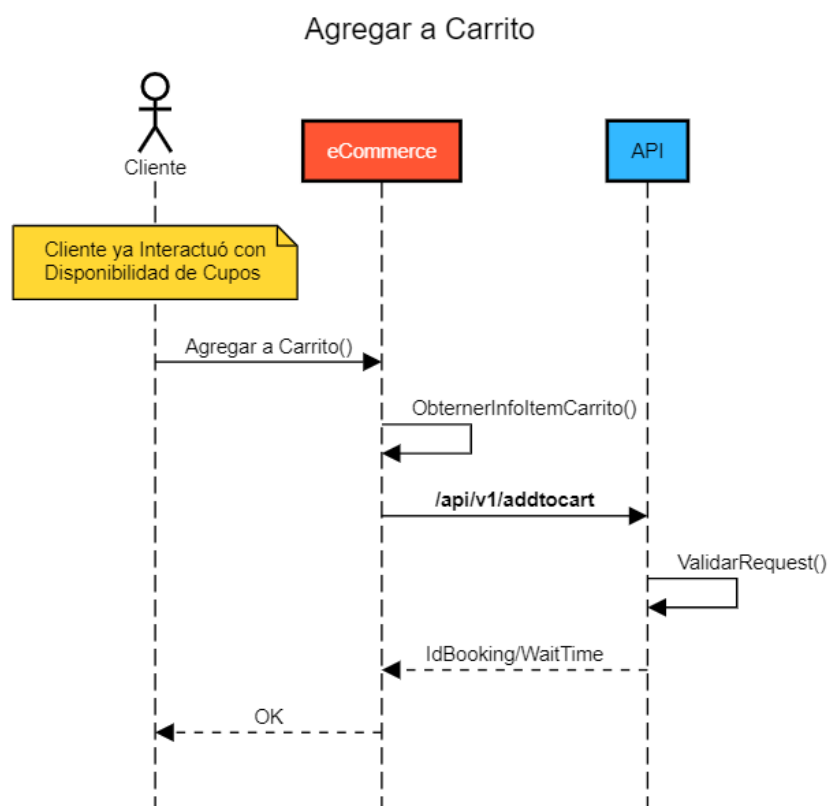 Agregar a Carrito
Cliente
eCommerce
API
Cliente ya Interactuó con
Disponibilidad de Cupos
Agregar a Carrito()
ObternerInfoItemCarrito()
/api/v1/addtocart
ValidarRequest()
IdBooking/WaitTime
OK